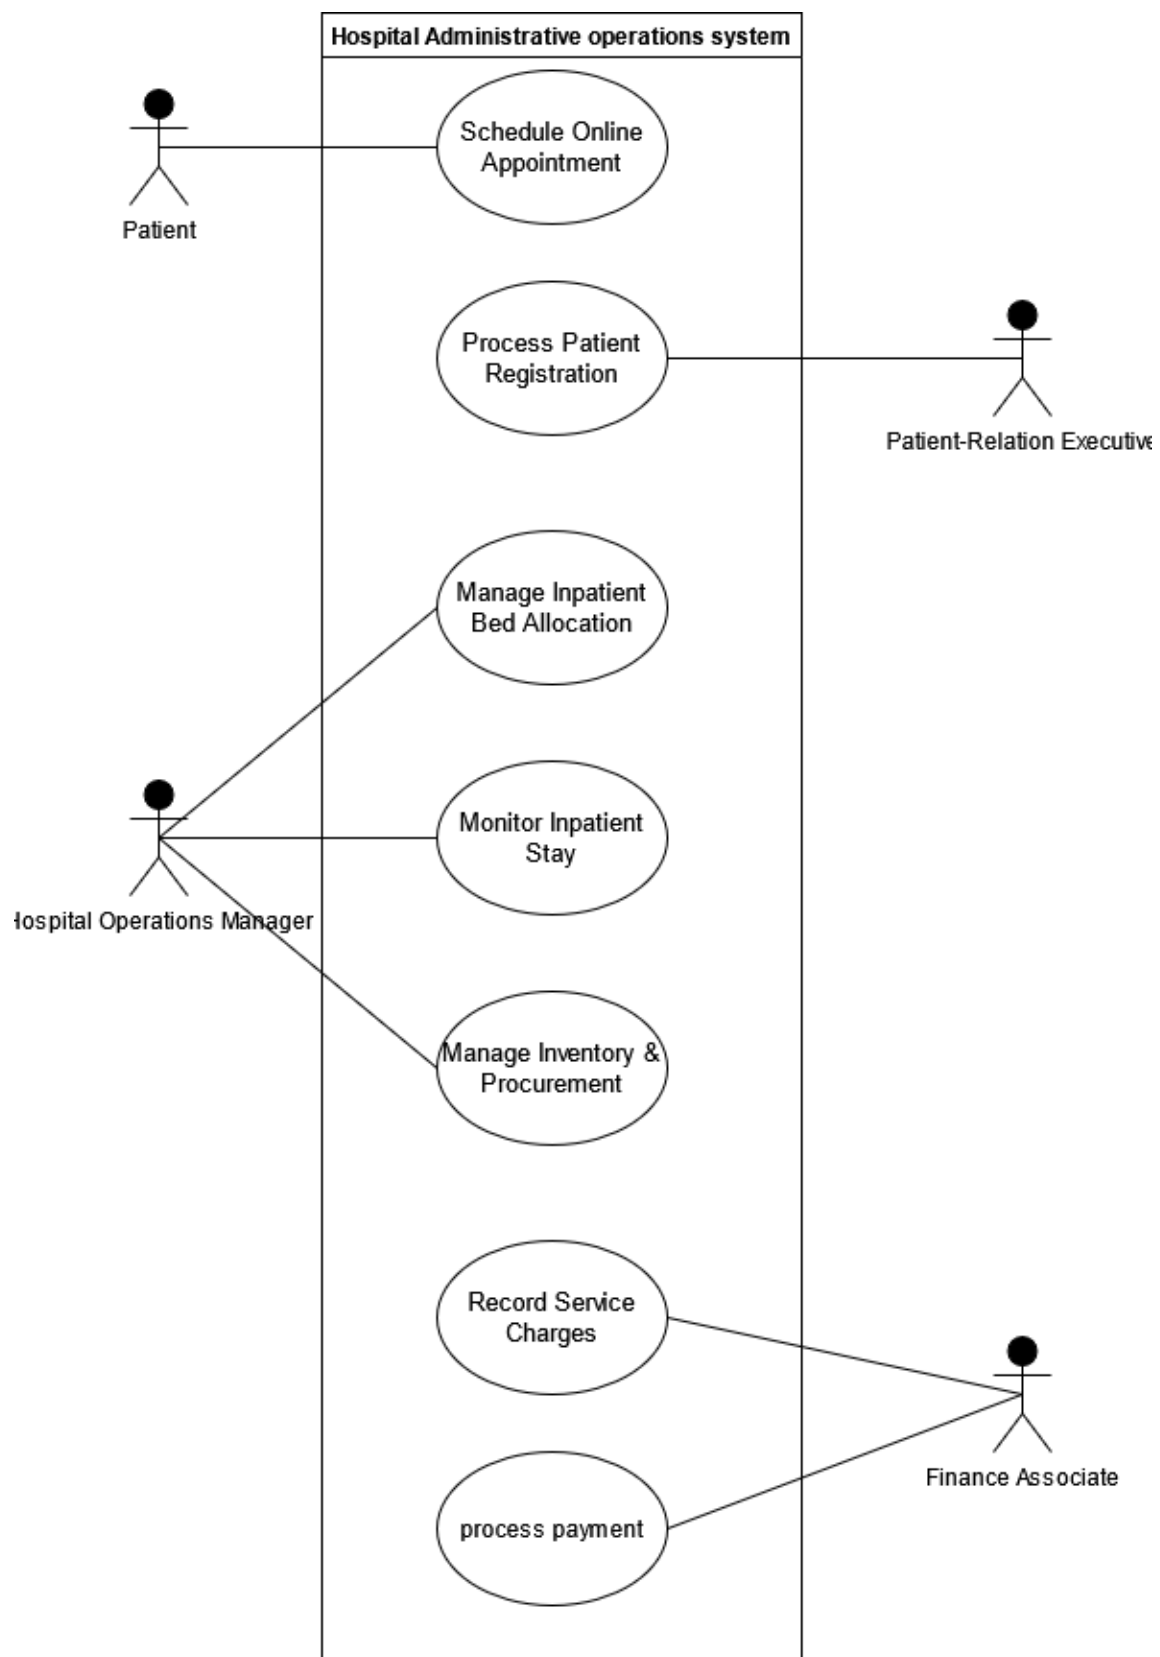 Hospital Administrative operations system
Schedule Online
Appointment
Patient
Process Patient
Registration
Patient-Relation Executive
Manage Inpatient
Bed Allocation
Monitor Inpatient
Stay
Hospital Operations Manager
Manage Inventory &
Procurement
Record Service
Charges
Finance Associate
process payment